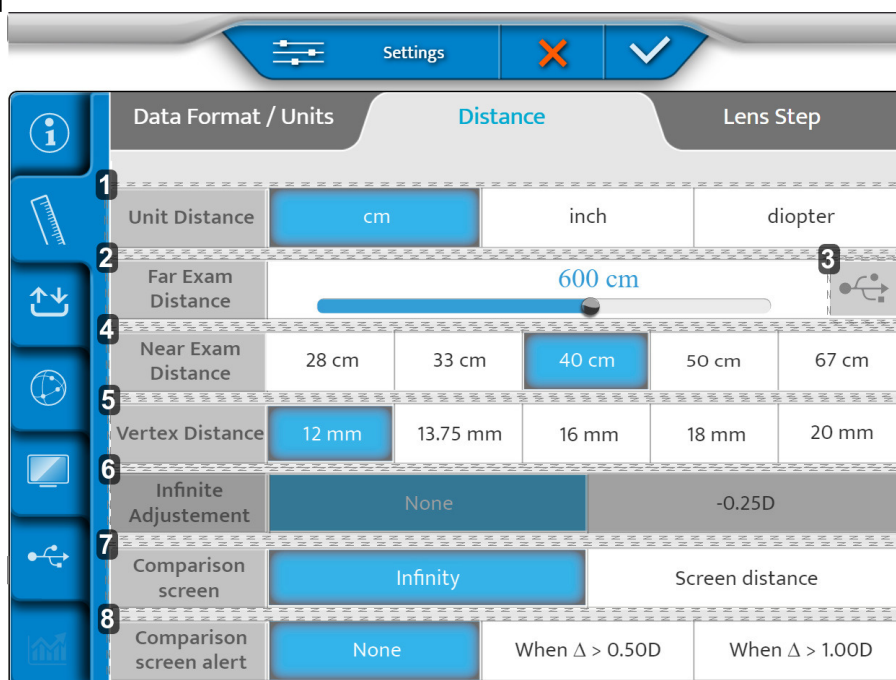 Settings
Data Format / Units
Distance
Lens Step
1
Unit Distance
cm
inch
diopter
2
Far Exam
Distance
600 cm
3
4
Near Exam
Distance
28 cm
33 cm
40 cm
50 cm
67 cm
5
Vertex Distance
12 mm
13.75 mm
16 mm
18 mm
20 mm
6
Infinite
Adjustement
None
-0.25D
7
Comparison
screen
Infinity
Screen distance
8
Comparison
screen alert
None
When Δ > 0.50D
When Δ > 1.00D